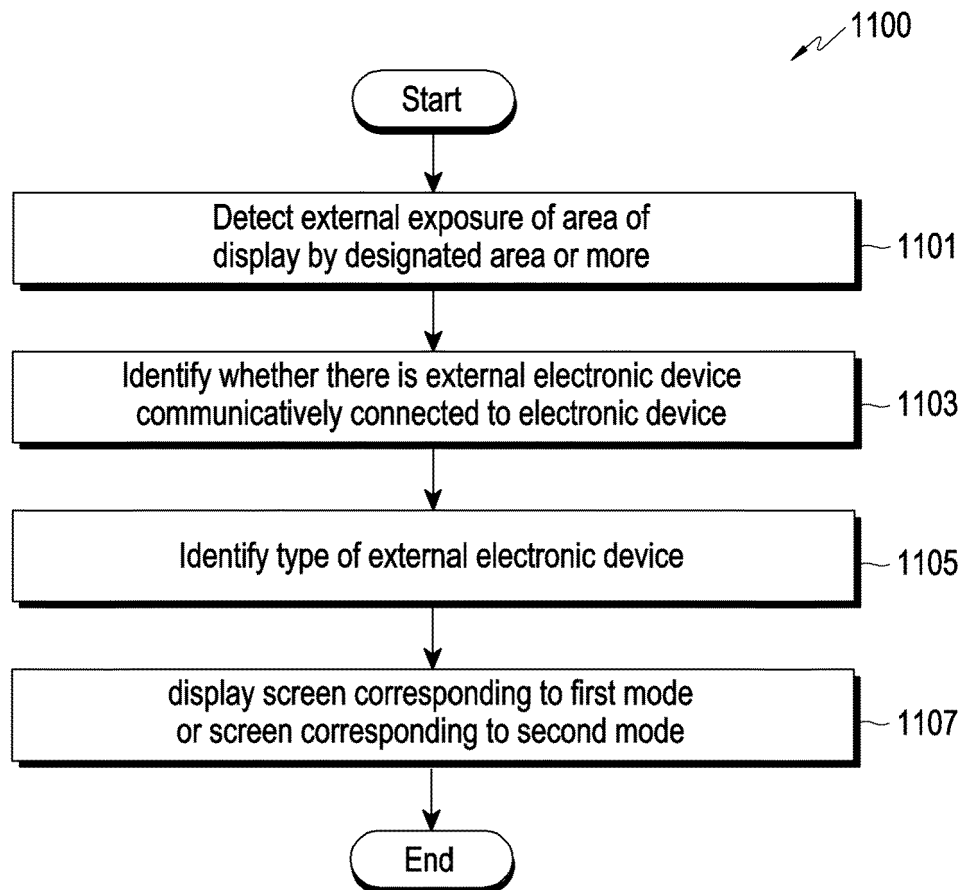 1100
Start
Detect external exposure of area of
display by designated area or more
1101
Identify whether there is external electronic device
communicatively connected to electronic device
1103
Identify type of external electronic device
1105
display screen corresponding to first mode
or screen corresponding to second mode
1107
End